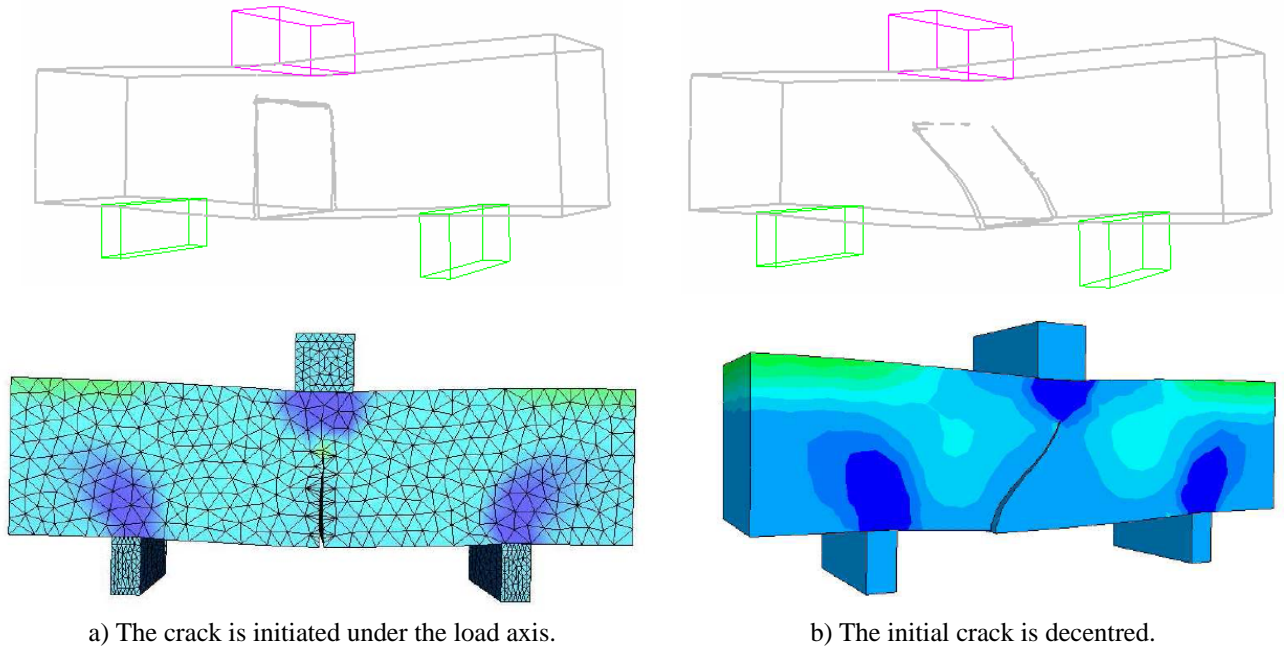 a) The crack is initiated under the load axis.
b) The initial crack is decentred.